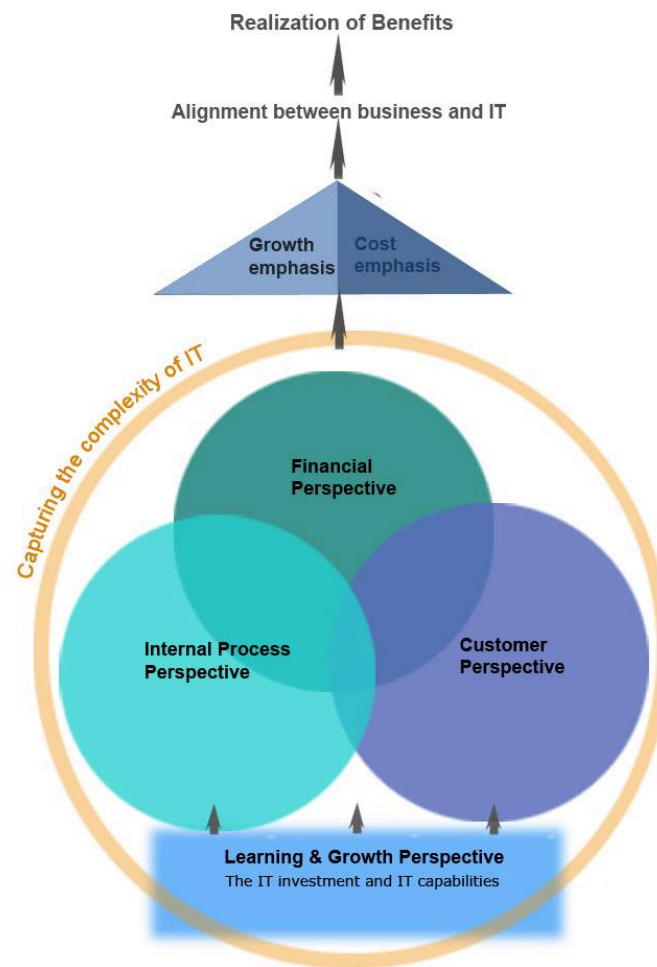 Realization of Benefits
Alignment between business and IT
Growth
emphasis
Cost
emphasis
Capturing the complexity of IT
Financial
Perspective
Internal Process
Perspective
Customer
Perspective
Learning & Growth Perspective
The IT investment and IT capabilities